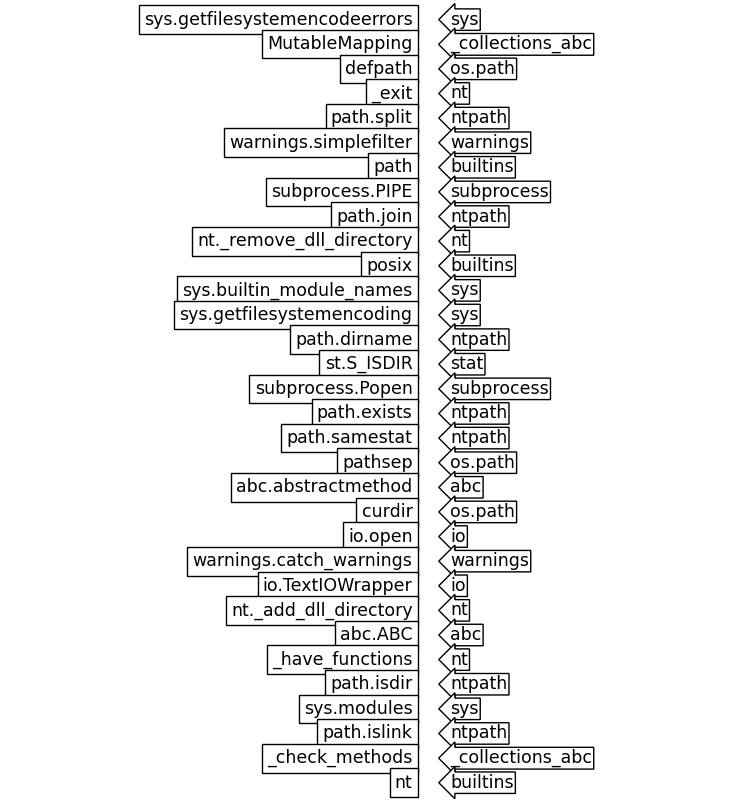 sys.getfilesystemencodeerrors sys
MutableMapping _collections_abc
defpath os.path
_exit nt
path.split ntpath
warnings.simplefilter warnings
path builtins
subprocess.PIPE subprocess
path.join ntpath
nt._remove_dll_directory nt
posix builtins
sys.builtin_module_names sys
sys.getfilesystemencoding sys
path.dirname ntpath
st.S_ISDIR stat
subprocess.Popen subprocess
path.exists ntpath
path.samestat ntpath
pathsep os.path
abc.abstractmethod abc
curdir os.path
io.open io
warnings.catch_warnings warnings
io.TextIOWrapper io
nt._add_dll_directory nt
abc.ABC abc
_have_functions nt
path.isdir ntpath
sys.modules sys
path.islink ntpath
_check_methods _collections_abc
nt builtins